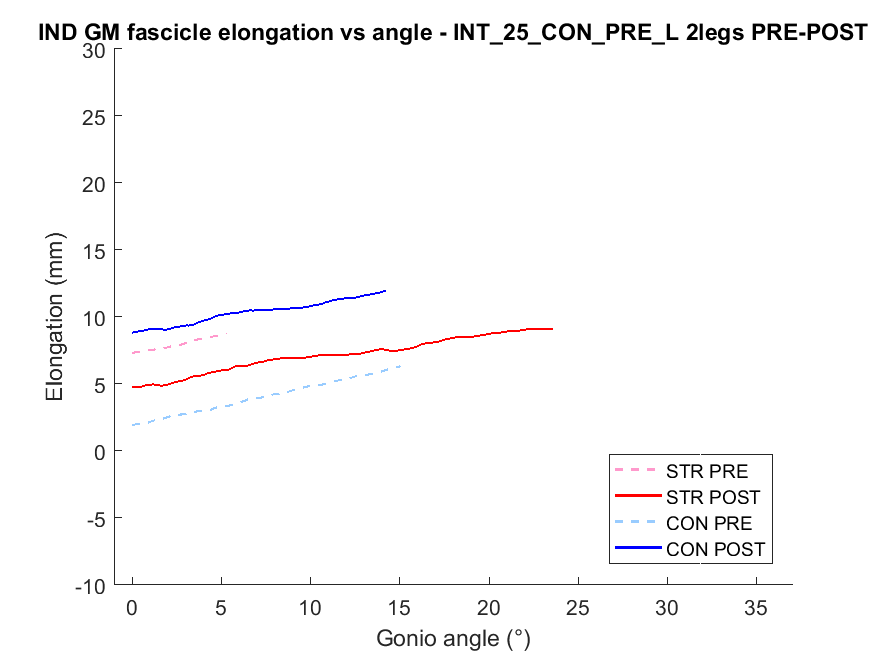 IND GM fascicle elongation vs angle - INT_25_CON_PRE_L 2legs PRE-POST
30
25
20
15
10
5
0
-5
-10
Elongation (mm)
0 5 10 15 20 25 30 35
Gonio angle (°)
STR PRE
STR POST
CON PRE
CON POST